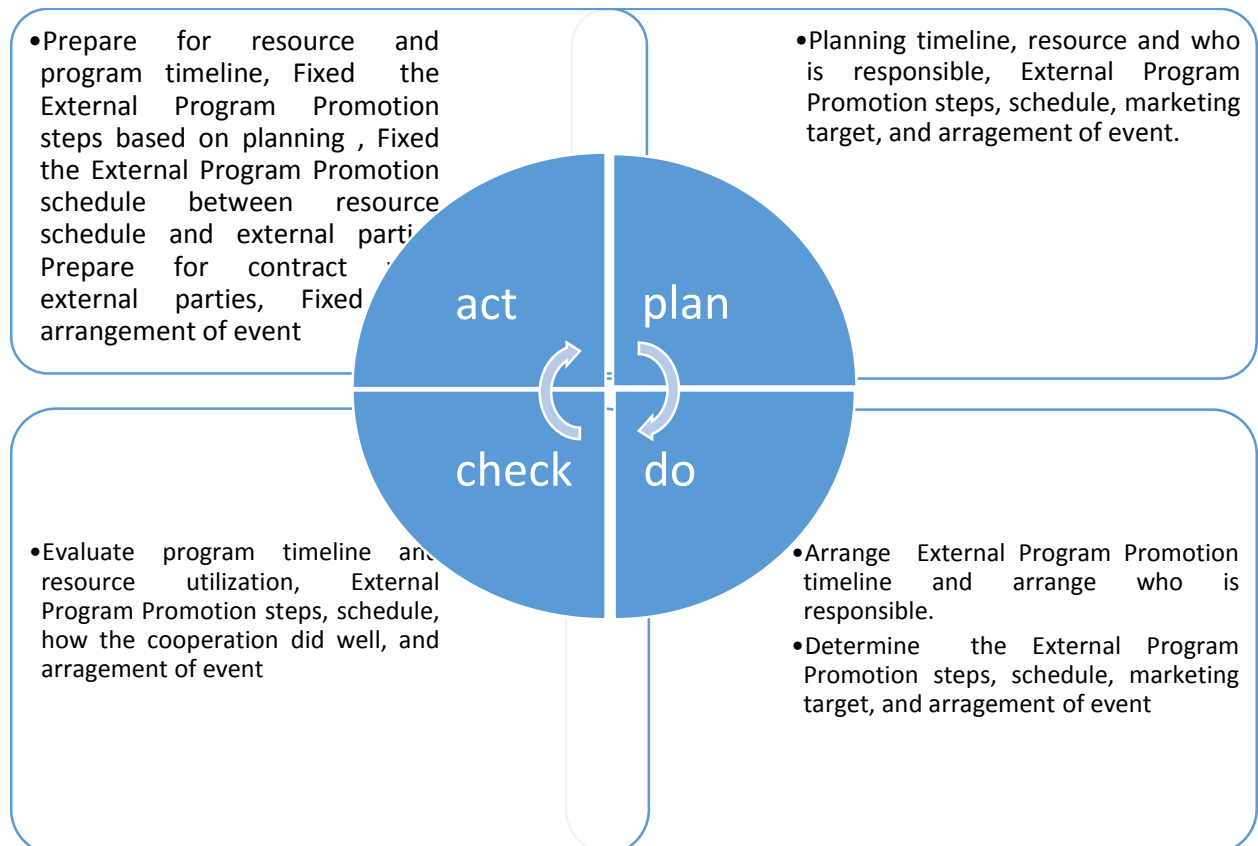 •Prepare for resource and
program timeline, Fixed the
External Program Promotion
steps based on planning , Fixed
the External Program Promotion
schedule between resource
schedule and external
Prepare for contract
external parties, Fixed
arrangement of event
•Planning timeline, resource and who
is responsible, External Program
Promotion steps, schedule, marketing
target, and arragement of event.
act
plan
check
do
•Evaluate program timeline and
resource utilization, External
Program Promotion steps, schedule,
how the cooperation did well, and
arragement of event
•Arrange External Program Promotion
timeline and arrange who is
responsible.
•Determine the External Program
Promotion steps, schedule, marketing
target, and arragement of event